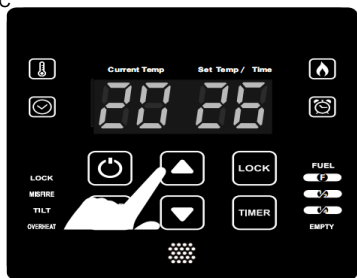 C
Current Temp Set Temp / Time
20 26
LOCK
LOCK FUEL
F
MISFIRE
TILT
TIMER
OVERHEAT EMPTY